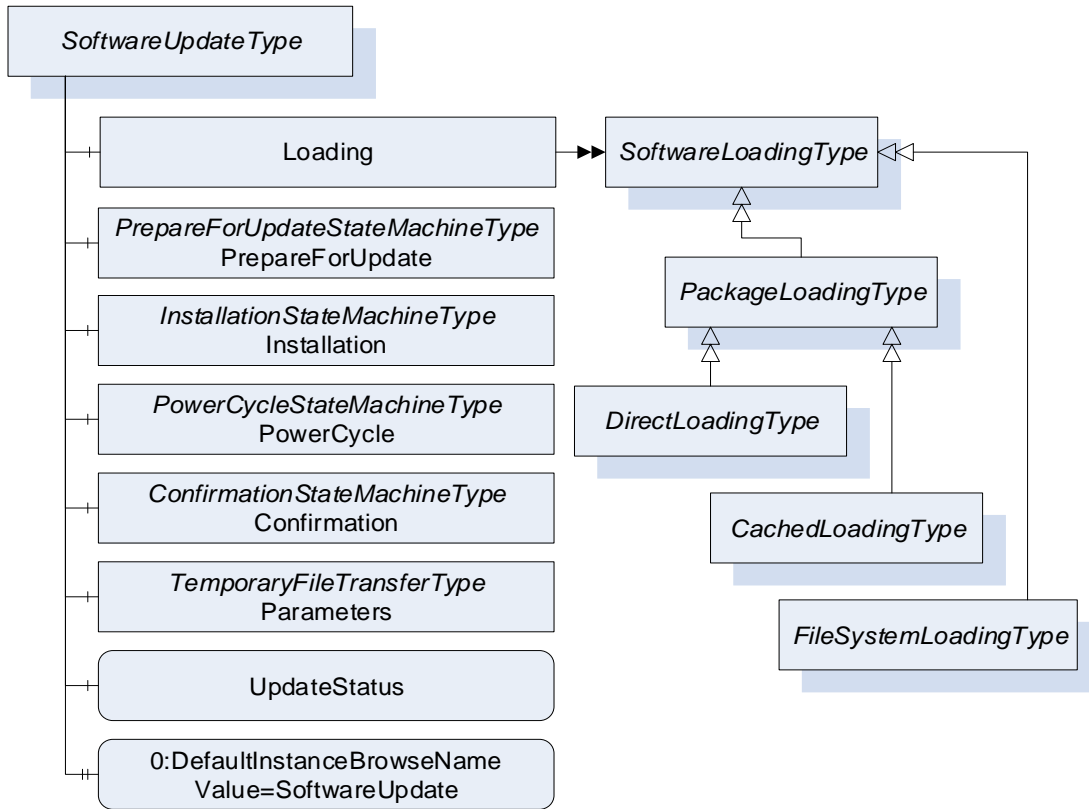 SoftwareUpdateType
Loading
SoftwareLoadingType
PrepareForUpdateStateMachineType
PrepareForUpdate
PackageLoadingType
InstallationStateMachineType
Installation
PowerCycleStateMachineType
PowerCycle
DirectLoadingType
ConfirmationStateMachineType
Confirmation
CachedLoadingType
TemporaryFileTransferType
Parameters
FileSystemLoadingType
UpdateStatus
0:DefaultInstanceBrowseName
Value=SoftwareUpdate